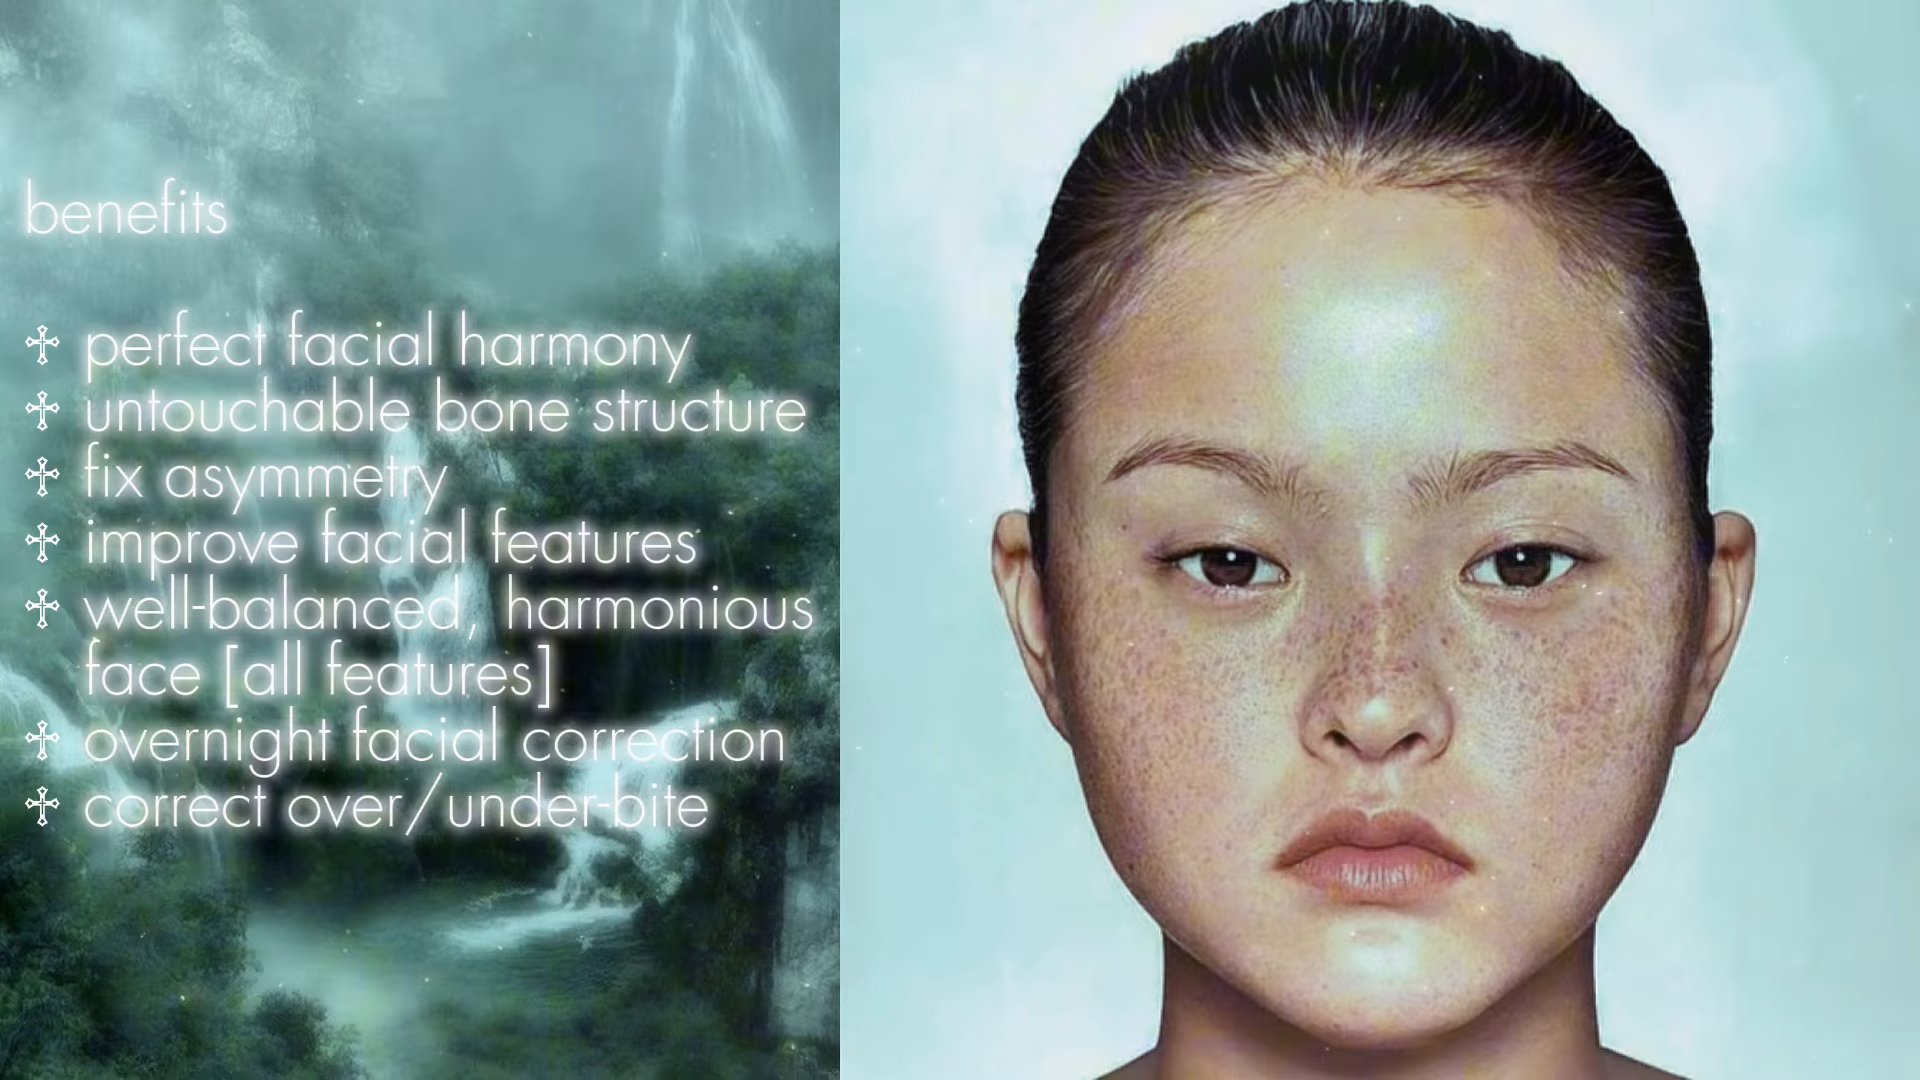 benefits
perfect facial harmony
untouchable bone structure
fix asymmetry
improve facial features
well-balanced, harmonious
face [all features]
overnight facial correction
correct over/under-bite